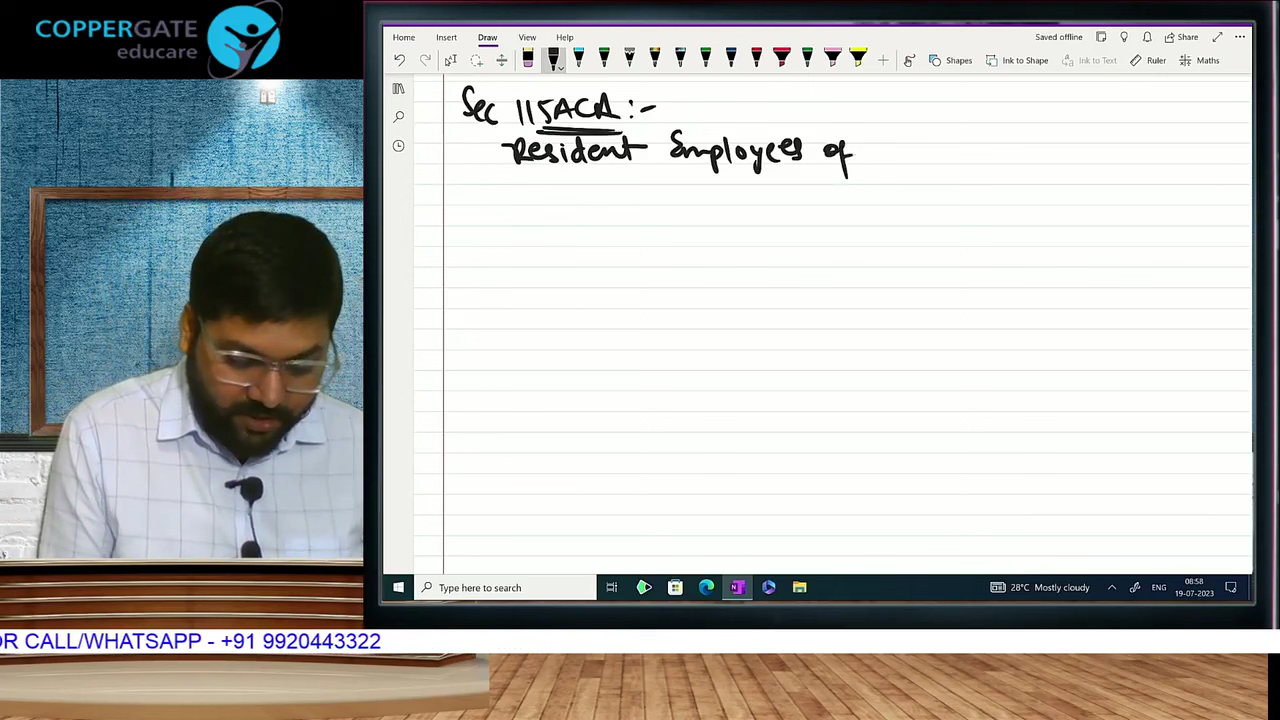 COPPERGATE
educare
Home Insert Draw View Help
Saved offline Share
Shapes Ink to Shape Ink to Text Ruler Maths
Sec 115ACA :-
Resident Employees of
Type here to search
28°C Mostly cloudy ENG 08:58 19-07-2023
OR CALL/WHATSAPP - +91 9920443322